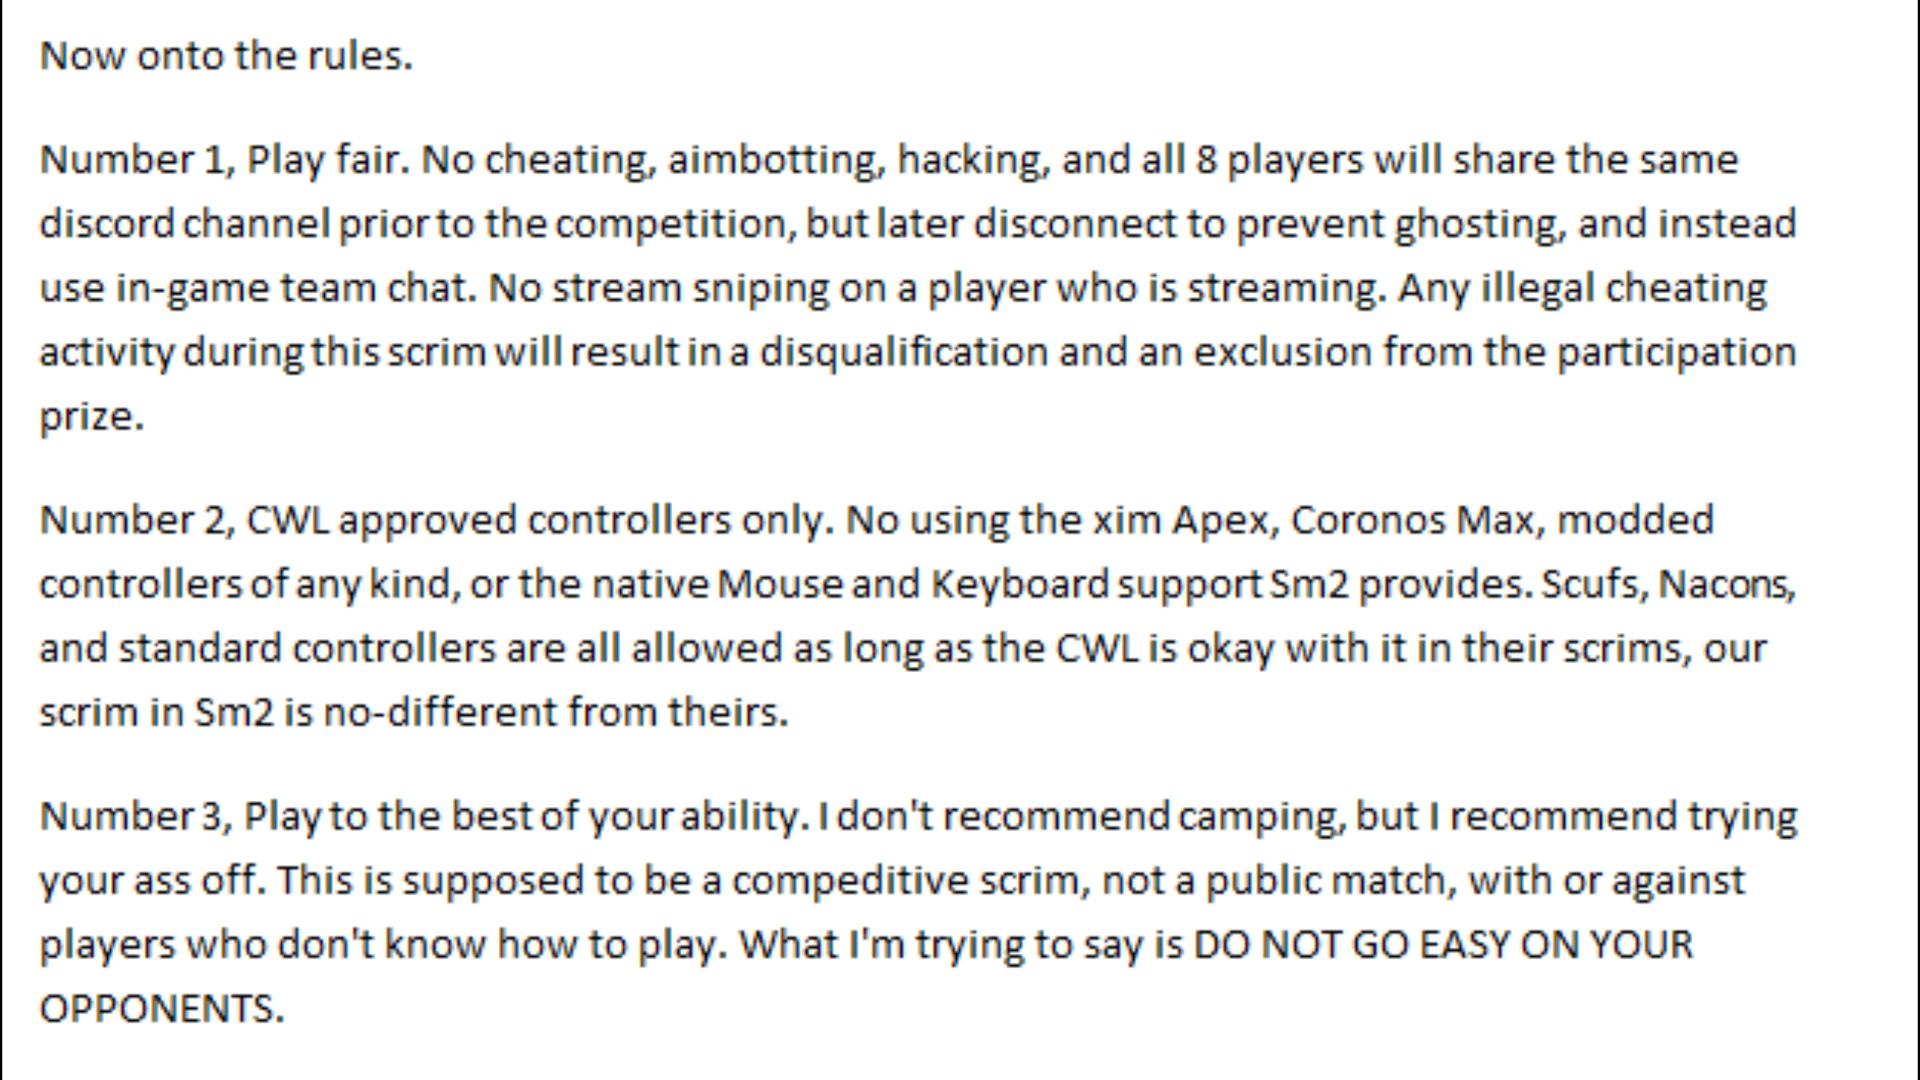 Now onto the rules.
Number 1, Play fair. No cheating, aimbotting, hacking, and all 8 players will share the same
discord channel prior to the competition, but later disconnect to prevent ghosting, and instead
use in-game team chat. No stream sniping on a player who is streaming. Any illegal cheating
activity during this scrim will result in a disqualification and an exclusion from the participation
prize.
Number 2, CWL approved controllers only. No using the xim Apex, Coronos Max, modded
controllers of any kind, or the native Mouse and Keyboard support Sm2 provides. Scufs, Nacons,
and standard controllers are all allowed as long as the CWL is okay with it in their scrims, our
scrim in Sm2 is no-different from theirs.
Number 3, Play to the best of your ability. I don't recommend camping, but I recommend trying
your ass off. This is supposed to be a compeditive scrim, not a public match, with or against
players who don't know how to play. What I'm trying to say is DO NOT GO EASY ON YOUR
OPPONENTS.